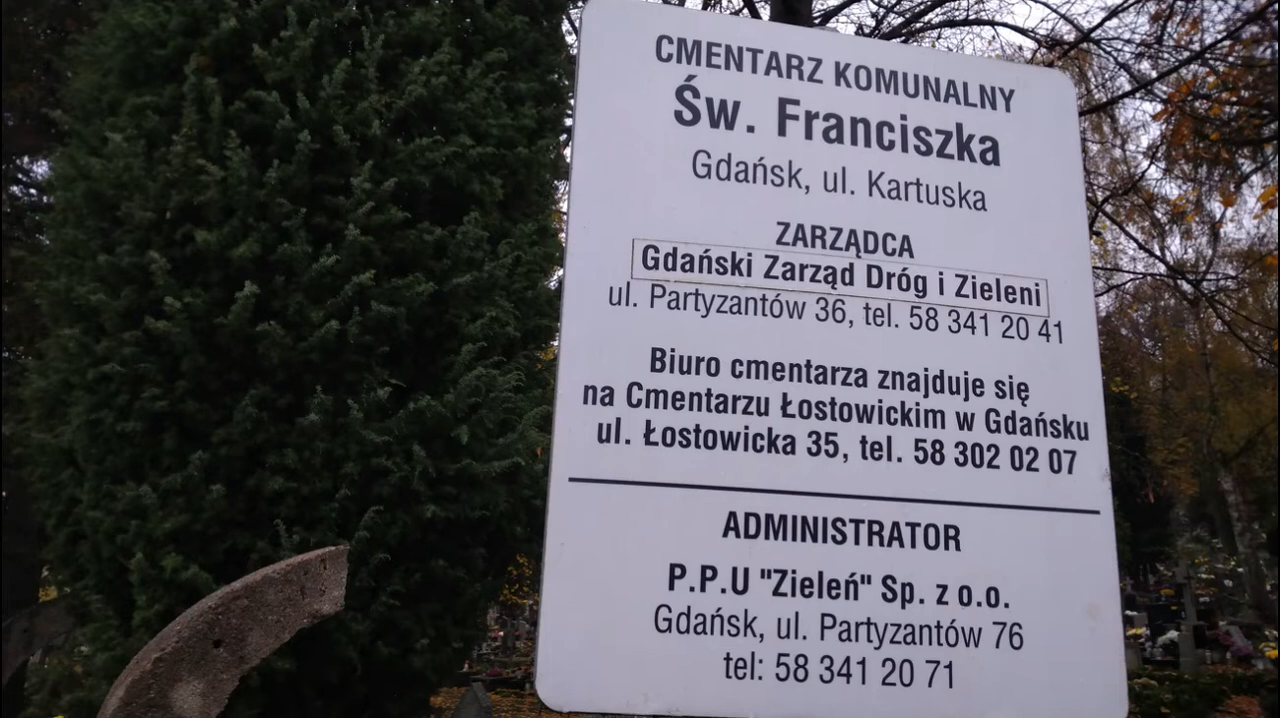 CMENTARZ KOMUNALNY
Św. Franciszka
Gdańsk, ul. Kartuska
ZARZĄDCA
Gdański Zarząd Dróg i Zieleni
ul. Partyzantów 36, tel. 58 341 20 41
Biuro cmentarza znajduje się
na Cmentarzu Łostowickim w Gdańsku
ul. Łostowicka 35, tel. 58 302 02 07
ADMINISTRATOR
P.P.U "Zieleń" Sp. z o.o.
Gdańsk, ul. Partyzantów 76
tel: 58 341 20 71